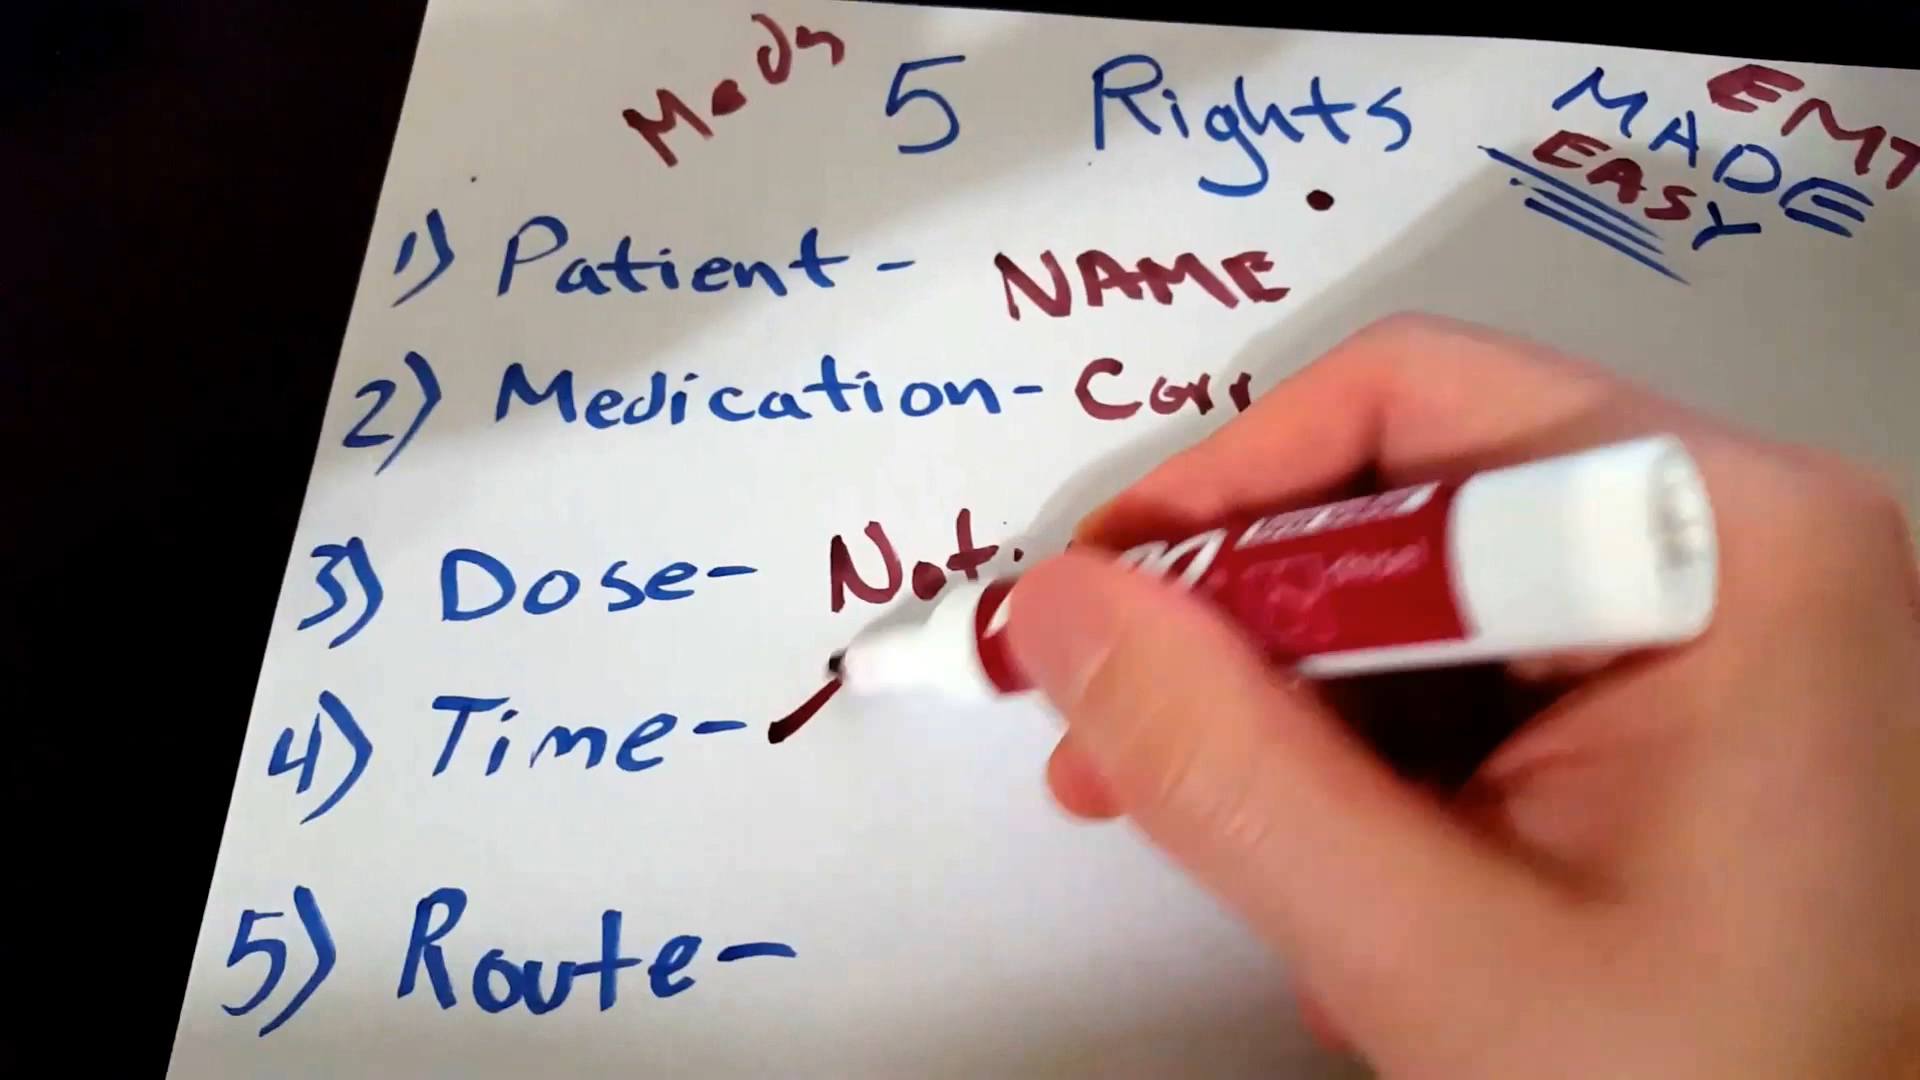 Meds 5 Rights
EMT
MADE
EASY
1) Patient - NAME
2) Medication - Corr
3) Dose - Not
4) Time -
5) Route -